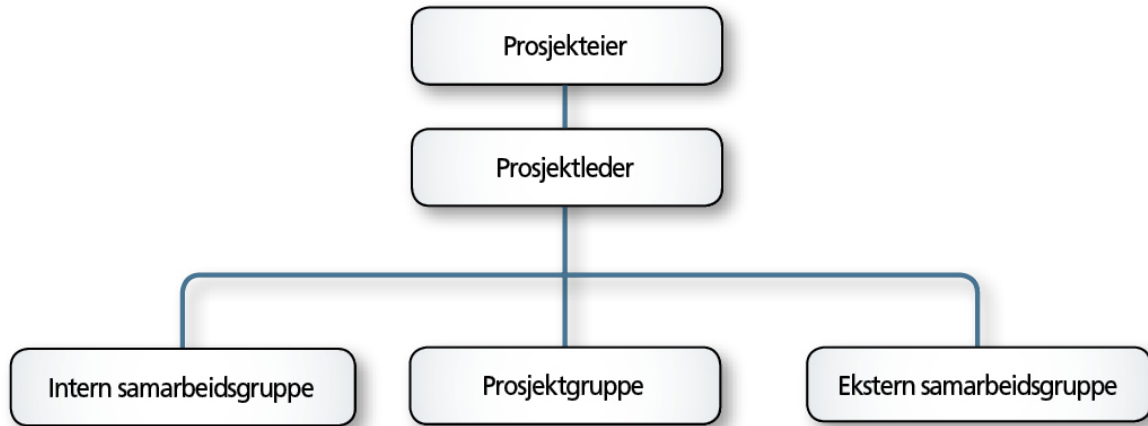 Prosjekteier
Prosjektleder
Intern samarbeidsgruppe
Prosjektgruppe
Ekstern samarbeidsgruppe